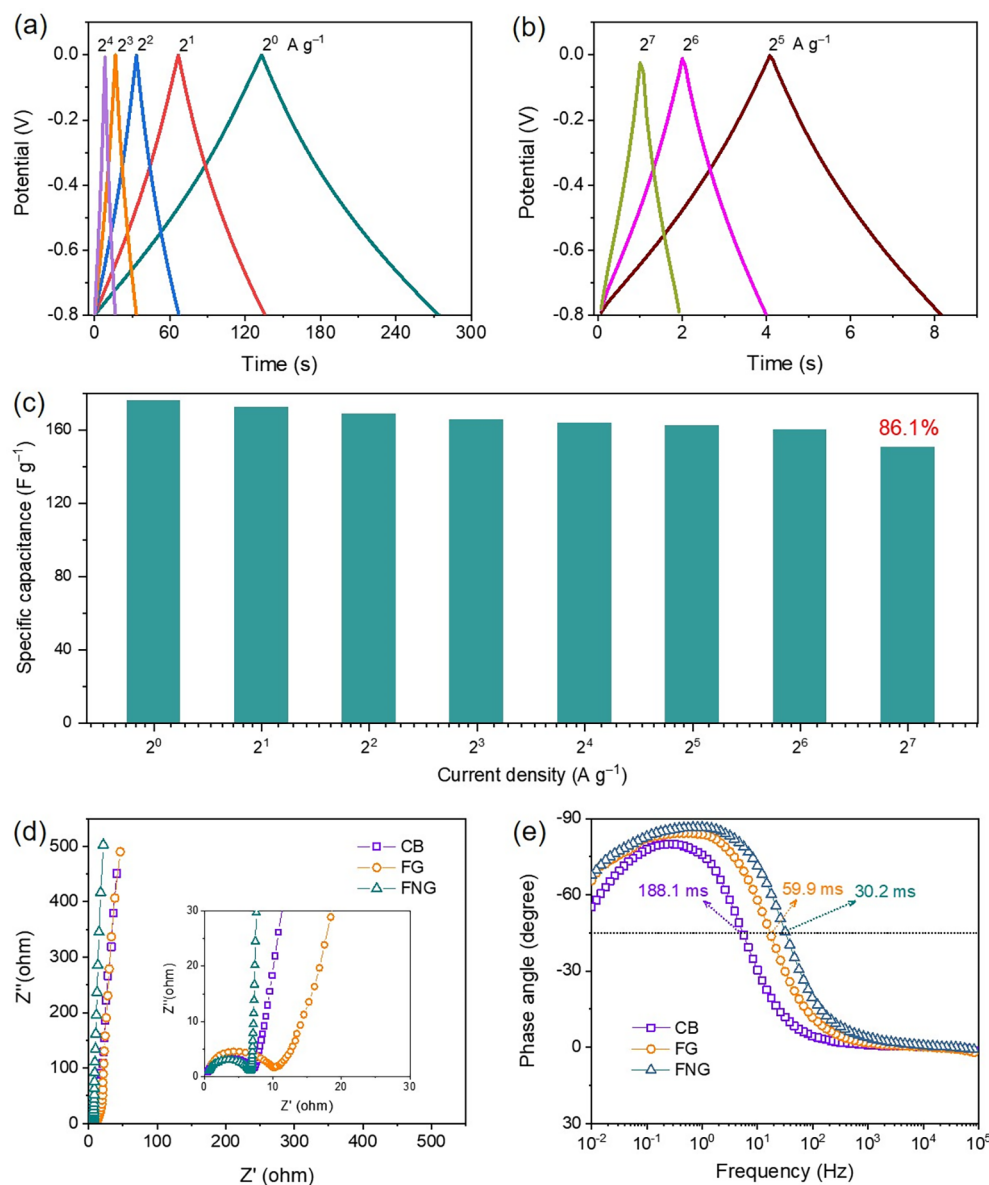 (a)
2⁴ 2³ 2² 2¹ 2⁰ A g⁻¹
0.0
-0.2
-0.4
-0.6
-0.8
Potential (V)
0 60 120 180 240 300
Time (s)
(b)
2⁷ 2⁶ 2⁵ A g⁻¹
0.0
-0.2
-0.4
-0.6
-0.8
Potential (V)
0 2 4 6 8
Time (s)
(c)
86.1%
160
120
80
40
0
Specific capacitance (F g⁻¹)
2⁰ 2¹ 2² 2³ 2⁴ 2⁵ 2⁶ 2⁷
Current density (A g⁻¹)
(d)
500
400
300
200
100
0
Z''(ohm)
CB
FG
FNG
30
20
10
0
Z''(ohm)
0 10 20 30
Z' (ohm)
0 100 200 300 400 500
Z' (ohm)
(e)
-90
-60
-30
0
30
Phase angle (degree)
188.1 ms
59.9 ms
30.2 ms
CB
FG
FNG
10⁻² 10⁻¹ 10⁰ 10¹ 10² 10³ 10⁴ 10⁵
Frequency (Hz)